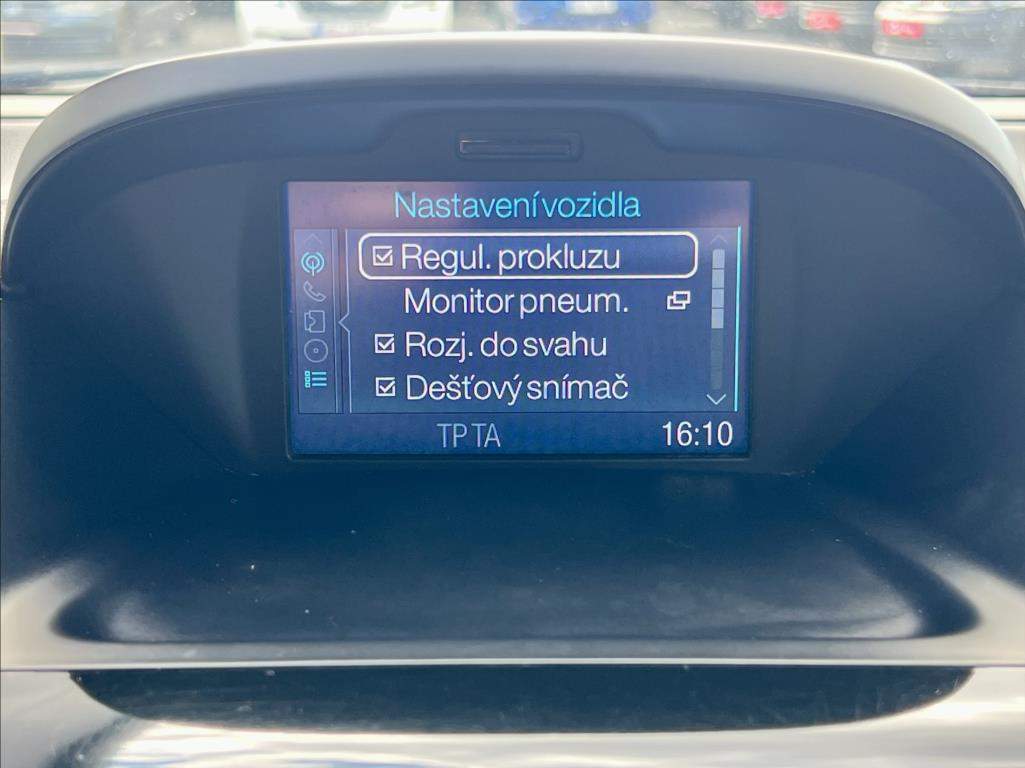 Nastavení vozidla
Regul. prokluzu
Monitor pneum.
Rozj. do svahu
Dešťový snímač
TP TA 16:10